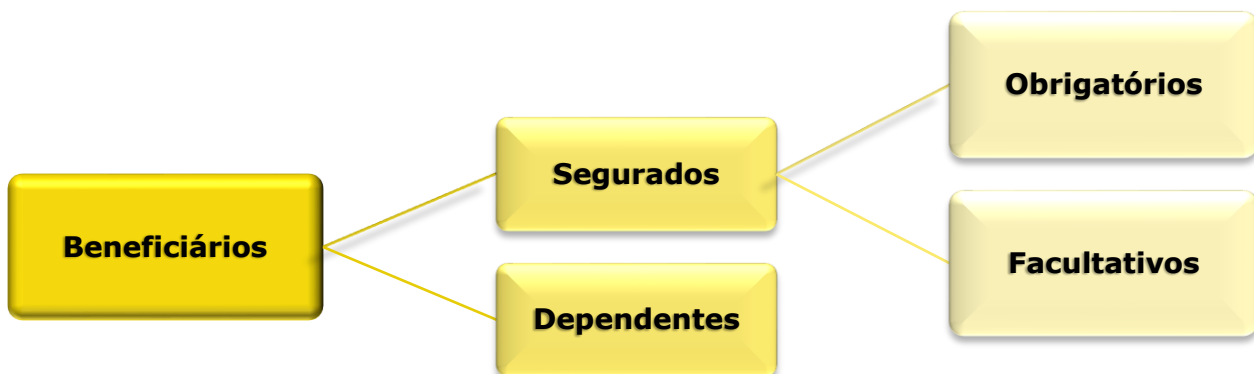 Beneficiários
Segurados
Dependentes
Obrigatórios
Facultativos